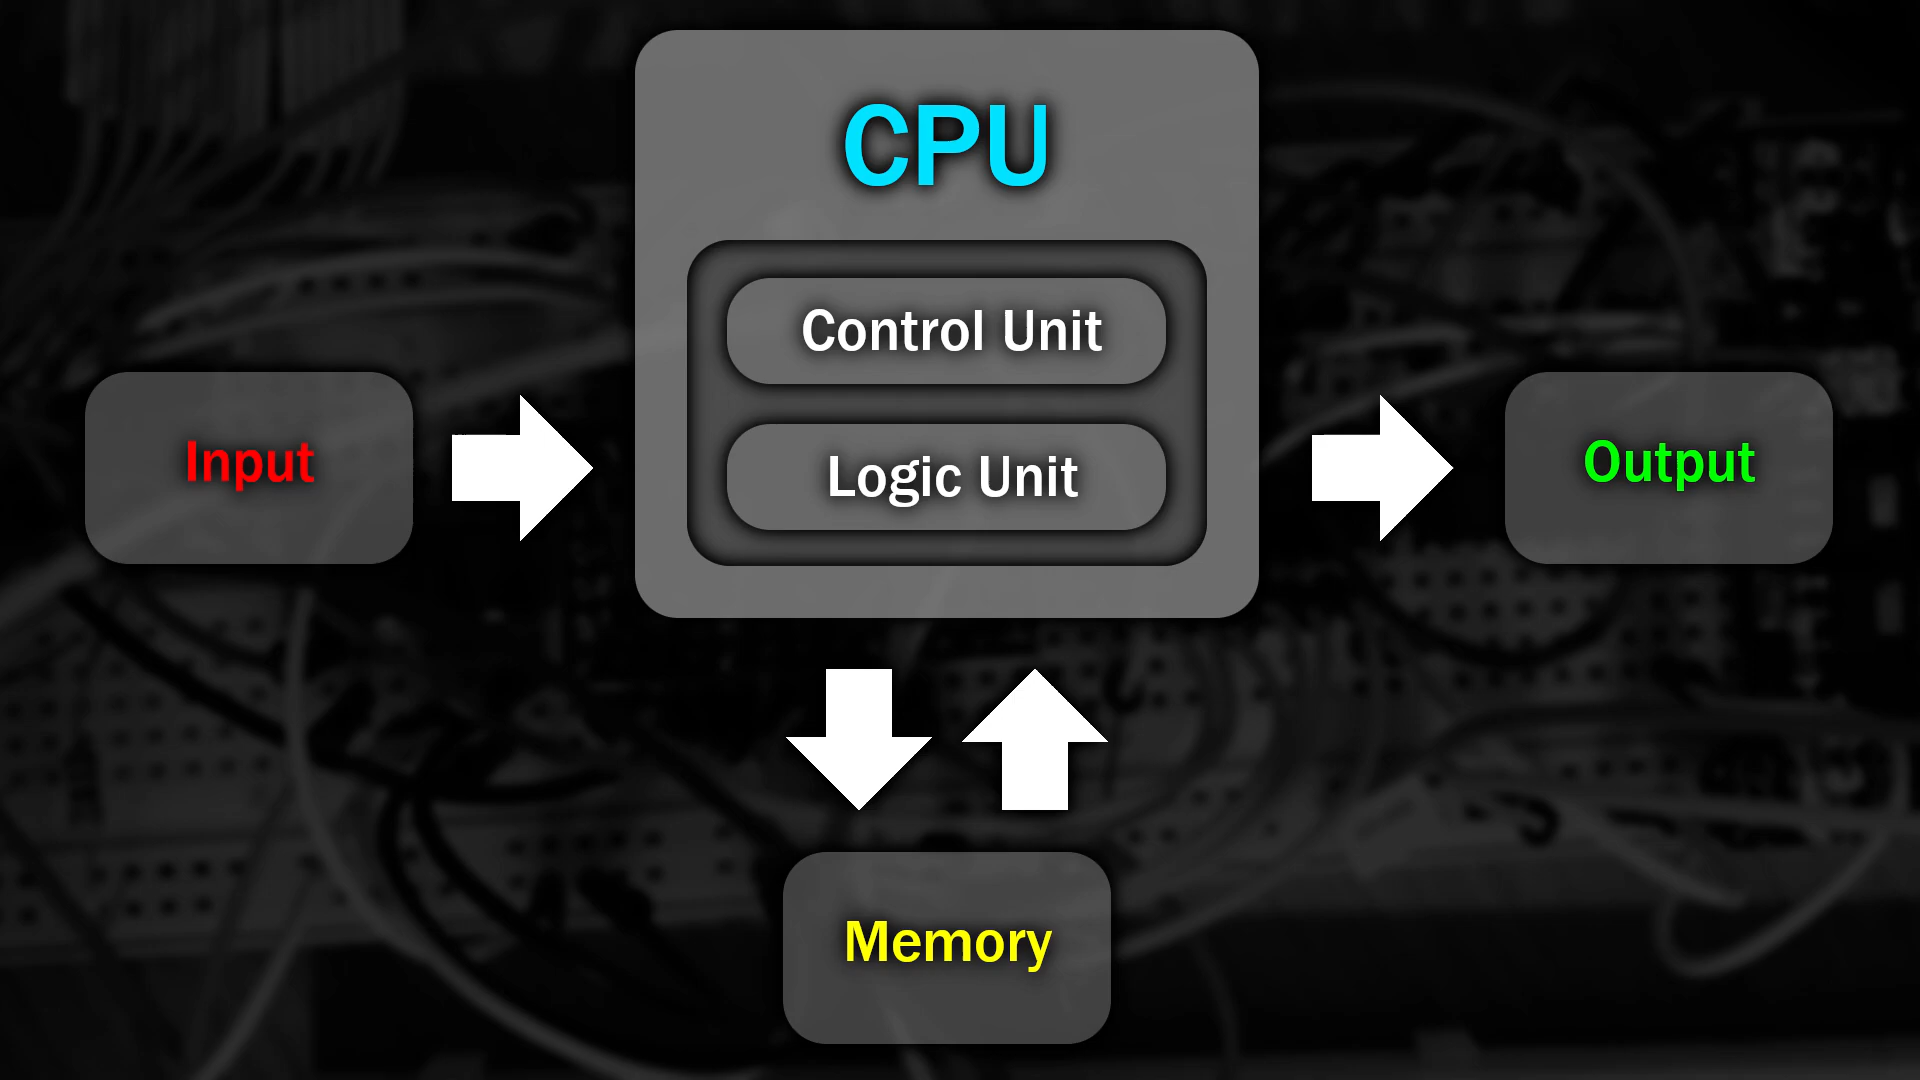 CPU
Control Unit
Logic Unit
Input
Output
Memory